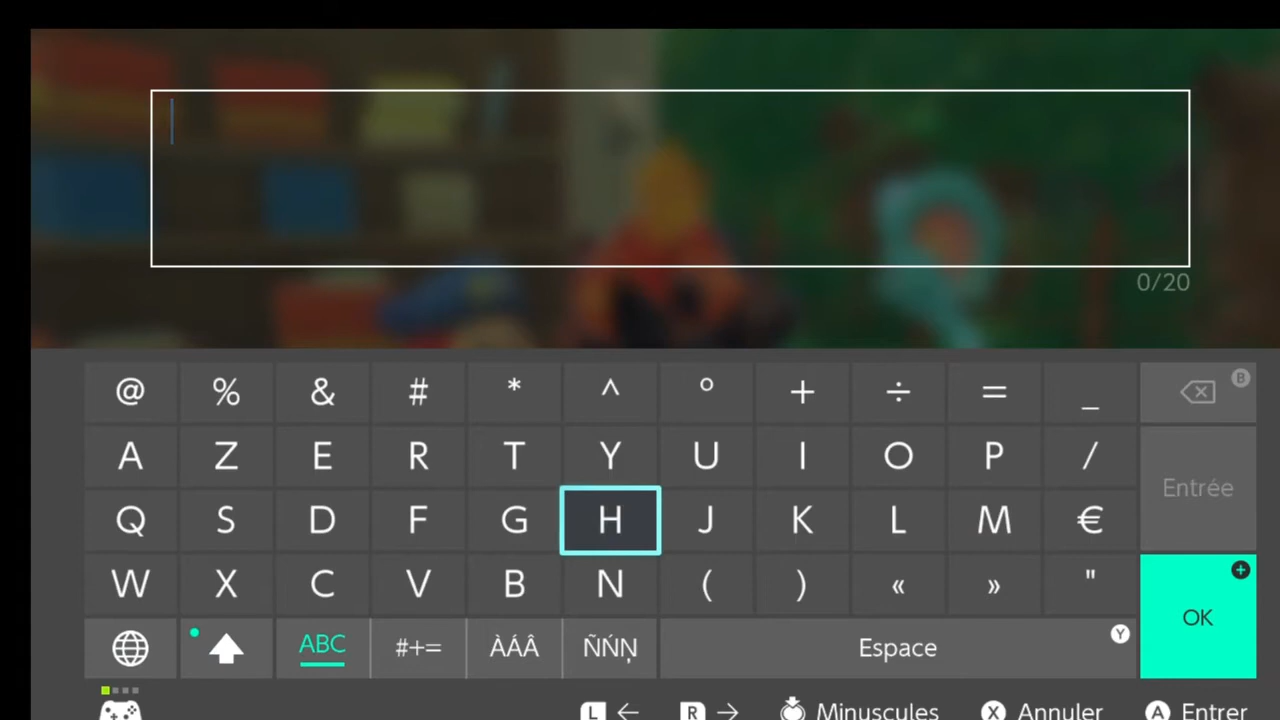 0/20
@ % & # * ^ ° + ÷ = _ B
A Z E R T Y U I O P /
Entrée
Q S D F G H J K L M €
W X C V B N ( ) « » "
+
OK
ABC #+= ÀÁÂ ÑŃŅ Espace Y
L ← R → Minuscules X Annuler A Entrer